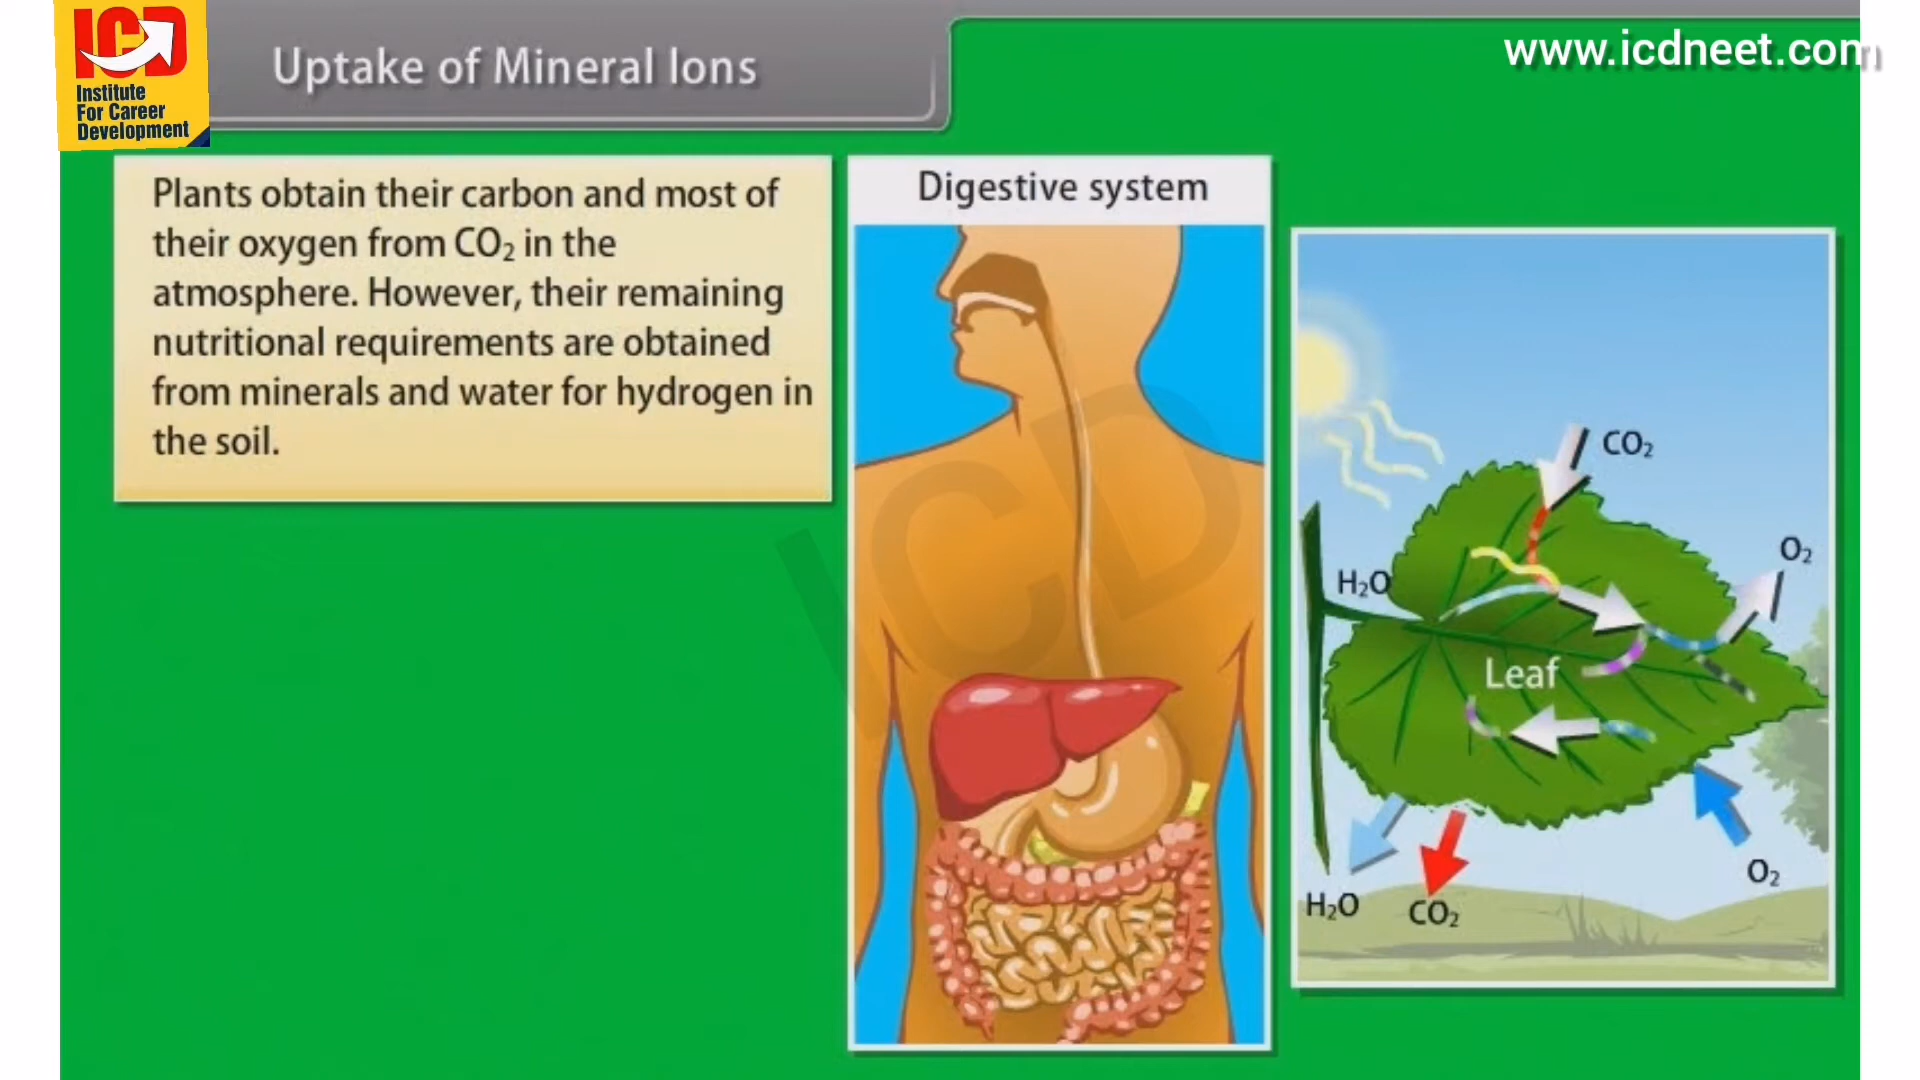 ICD
Institute
For Career
Development
Uptake of Mineral Ions
www.icdneet.com
Plants obtain their carbon and most of
their oxygen from CO₂ in the
atmosphere. However, their remaining
nutritional requirements are obtained
from minerals and water for hydrogen in
the soil.
Digestive system
ICD
CO₂
O₂
H₂O
Leaf
O₂
H₂O
CO₂